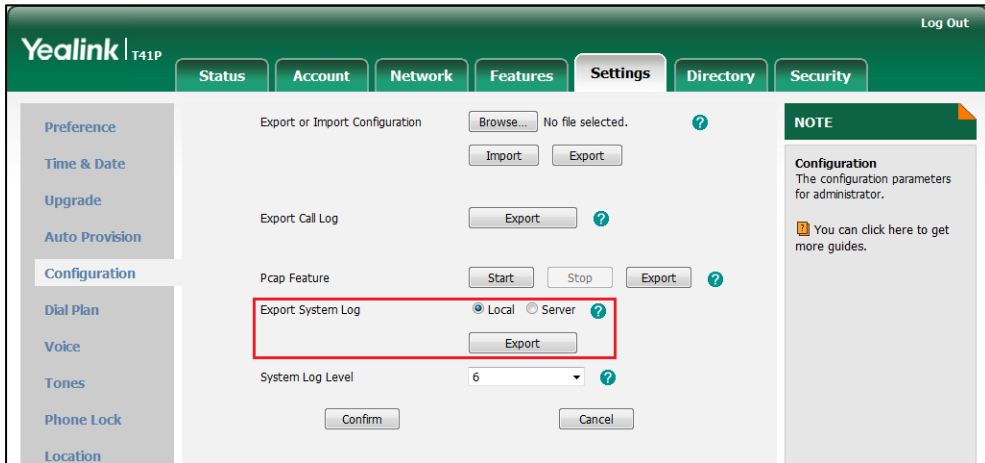 Log Out
Yealink T41P
Status Account Network Features Settings Directory Security
Preference
Time & Date
Upgrade
Auto Provision
Configuration
Dial Plan
Voice
Tones
Phone Lock
Location
Export or Import Configuration Browse... No file selected. ?
Import Export
Export Call Log Export ?
Pcap Feature Start Stop Export ?
Export System Log Local Server ?
Export
System Log Level 6 ?
Confirm Cancel
NOTE
Configuration
The configuration parameters
for administrator.
? You can click here to get
more guides.